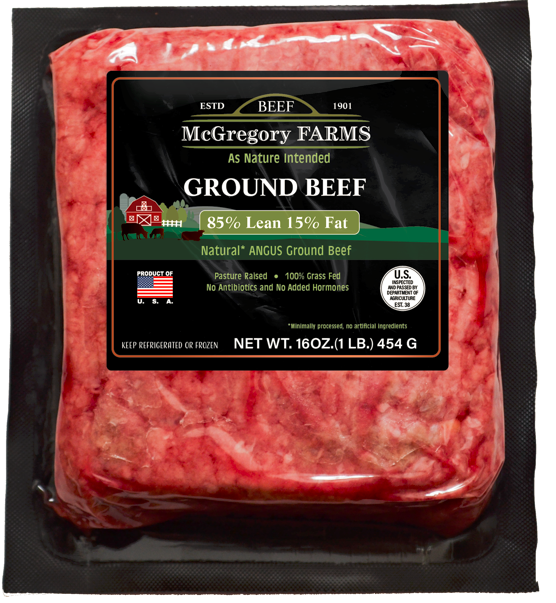 ESTD BEEF 1901
McGregory FARMS
As Nature Intended
GROUND BEEF
85% Lean 15% Fat
Natural* ANGUS Ground Beef
Pasture Raised • 100% Grass Fed
No Antibiotics and No Added Hormones
PRODUCT OF
U. S. A.
U.S.
INSPECTED
AND PASSED BY
DEPARTMENT OF
AGRICULTURE
EST. 38
*Minimally processed, no artificial ingredients
KEEP REFRIGERATED OR FROZEN NET WT. 16OZ.(1 LB.) 454 G